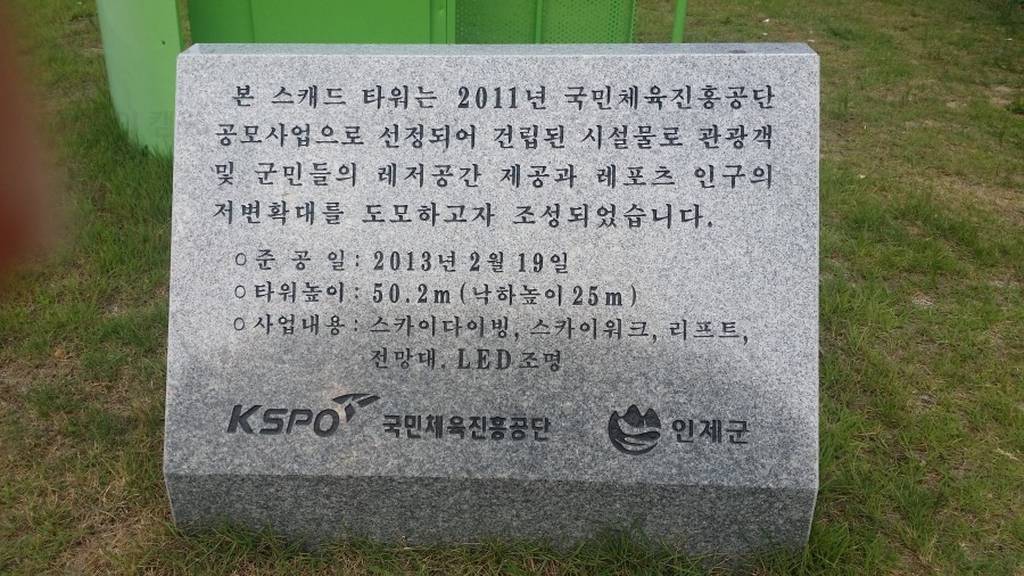 본 스캐드 타워는 2011년 국민체육진흥공단
공모사업으로 선정되어 건립된 시설물로 관광객
및 군민들의 레저공간 제공과 레포츠 인구의
저변확대를 도모하고자 조성되었습니다.
○ 준 공 일 : 2013년 2월 19일
○ 타워높이 : 50.2m (낙하높이 25m)
○ 사업내용 : 스카이다이빙, 스카이워크, 리프트,
전망대. LED 조명
KSPO 국민체육진흥공단 인제군